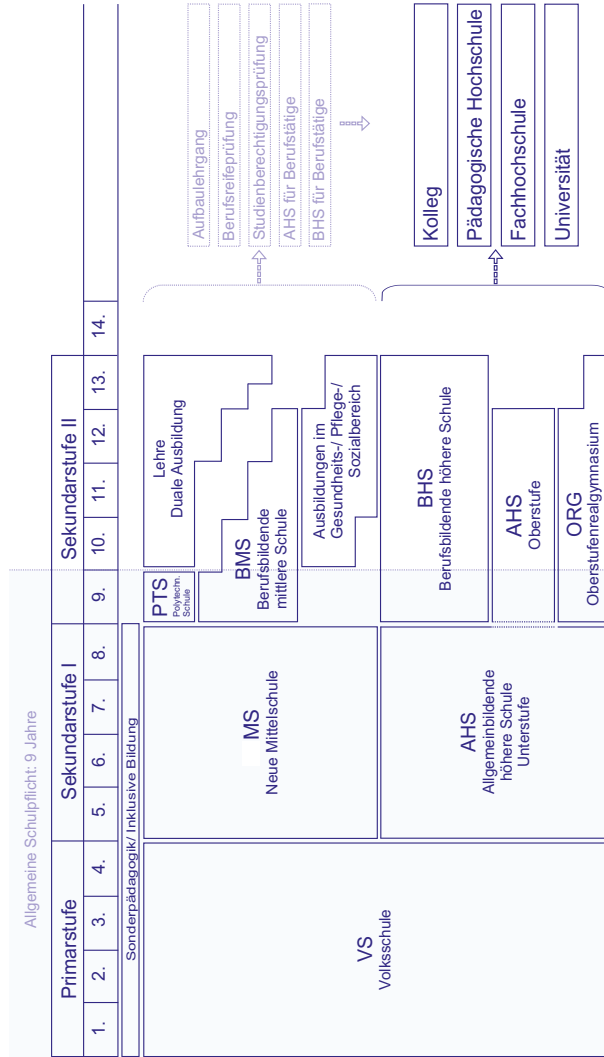 Allgemeine Schulpflicht: 9 Jahre
Primarstufe
Sekundarstufe I
Sekundarstufe II
1.
2.
3.
4.
5.
6.
7.
8.
9.
10.
11.
12.
13.
14.
Sonderpädagogik/ Inklusive Bildung
VS
Volksschule
MS
Neue Mittelschule
AHS
Allgemeinbildende
höhere Schule
Unterstufe
PTS
Polytechn.
Schule
Lehre
Duale Ausbildung
BMS
Berufsbildende
mittlere Schule
Ausbildungen im
Gesundheits-/ Pflege-/
Sozialbereich
BHS
Berufsbildende höhere Schule
AHS
Oberstufe
ORG
Oberstufenrealgymnasium
Aufbaulehrgang
Berufsreifeprüfung
Studienberechtigungsprüfung
AHS für Berufstätige
BHS für Berufstätige
Kolleg
Pädagogische Hochschule
Fachhochschule
Universität